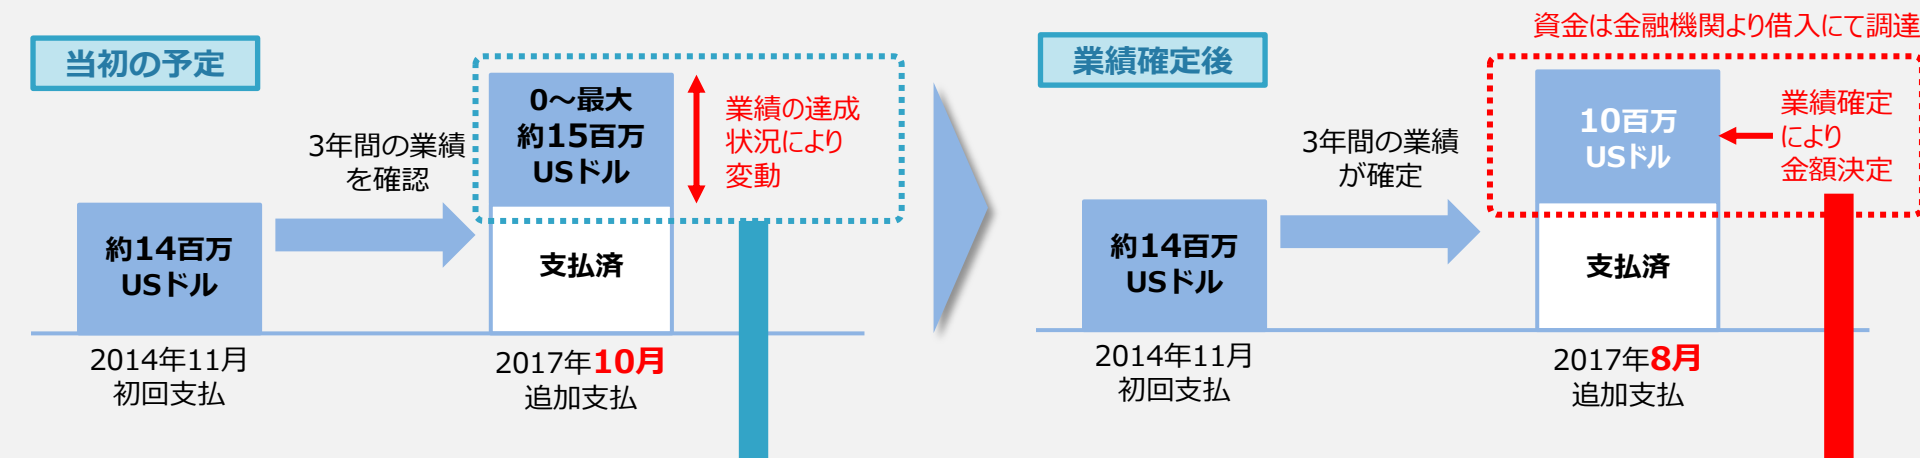 当初の予定
0～最大
約15百万
USドル
業績の達成
状況により
変動
3年間の業績
を確認
約14百万
USドル
支払済
2014年11月
初回支払
2017年10月
追加支払
資金は金融機関より借入にて調達
業績確定後
10百万
USドル
業績確定
により
金額決定
3年間の業績
が確定
約14百万
USドル
支払済
2014年11月
初回支払
2017年8月
追加支払